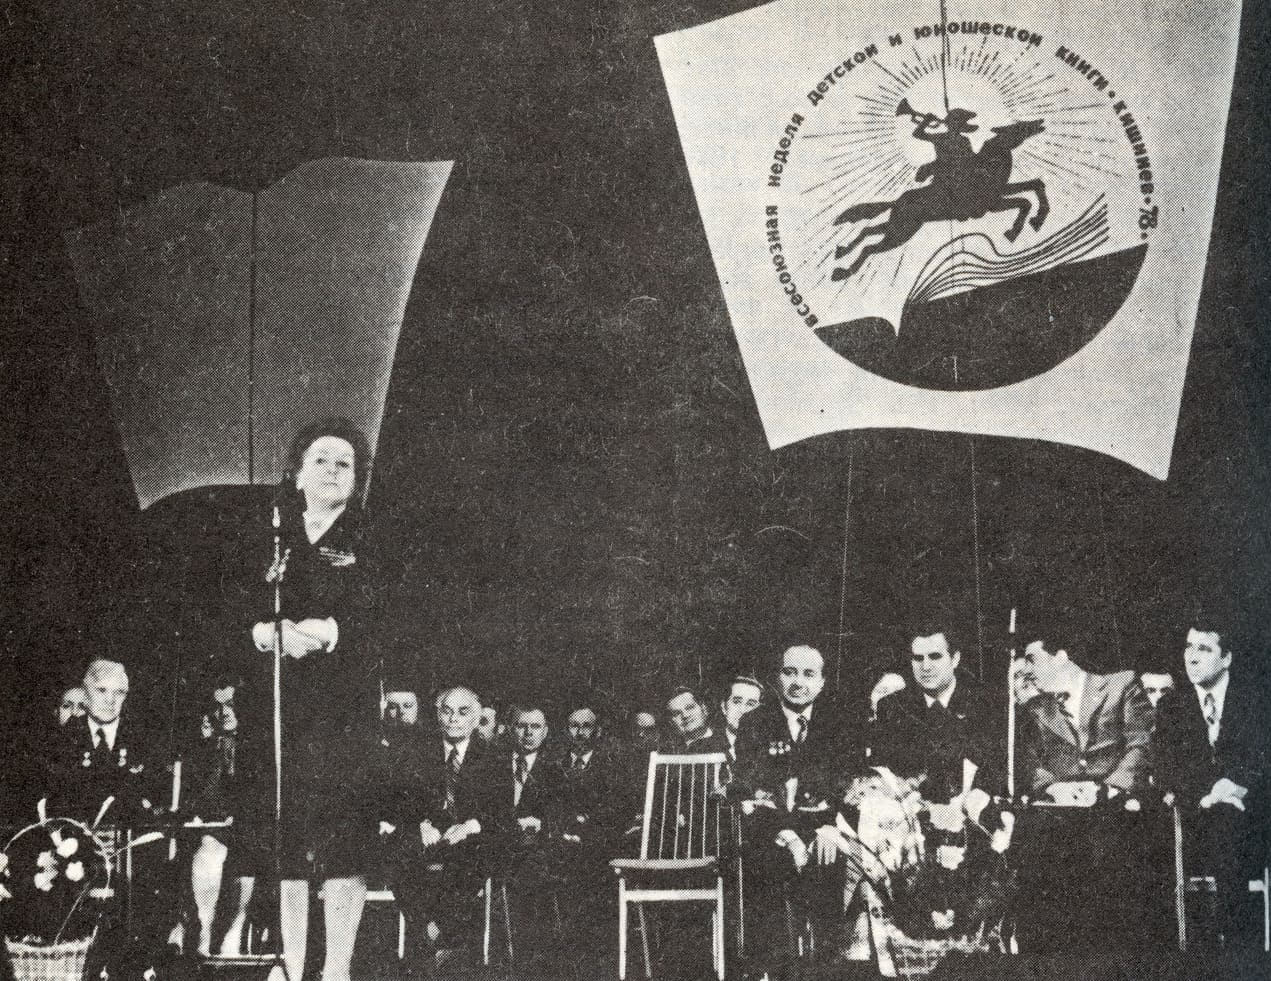 всесоюзная неделя детской и юношеской книги • кишинев • 78 •